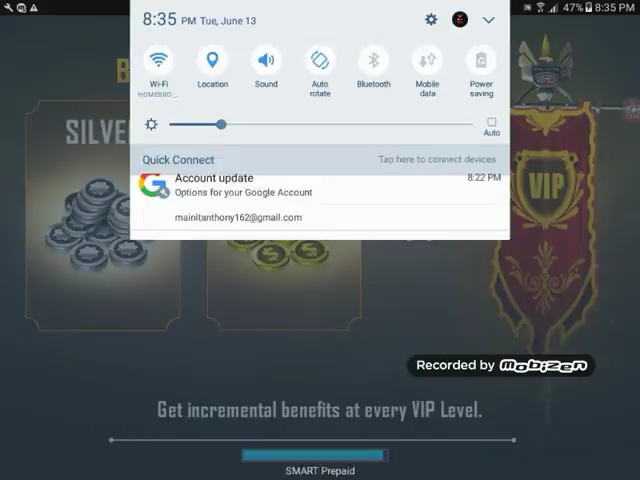 8:35 PM Tue, June 13
47% 8:35 PM
Wi-Fi
Location
Sound
Auto rotate
Bluetooth
Mobile data
Power saving
Auto
Quick Connect
Tap here to connect devices
Account update
8:22 PM
Options for your Google Account
mainitanthony162@gmail.com
SILVE
VIP
Recorded by Mobizen
Get incremental benefits at every VIP Level.
SMART Prepaid